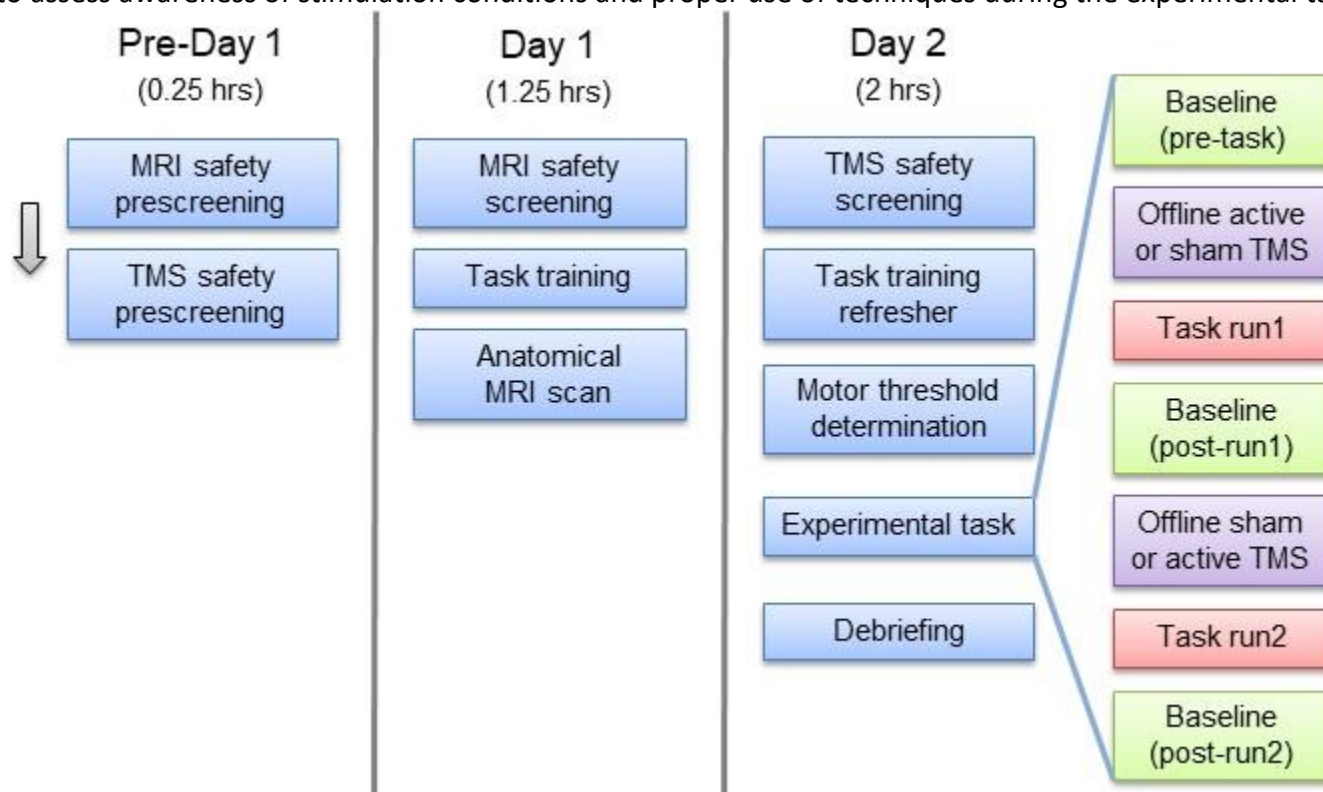 to assess awareness of stimulation conditions and proper use of techniques during the experimental
Pre-Day 1
(0.25 hrs)
MRI safety
prescreening
TMS safety
prescreening
Day 1
(1.25 hrs)
MRI safety
screening
Task training
Anatomical
MRI scan
Day 2
(2 hrs)
TMS safety
screening
Task training
refresher
Motor threshold
determination
Experimental task
Debriefing
Baseline
(pre-task)
Offline active
or sham TMS
Task run1
Baseline
(post-run1)
Offline sham
or active TMS
Task run2
Baseline
(post-run2)